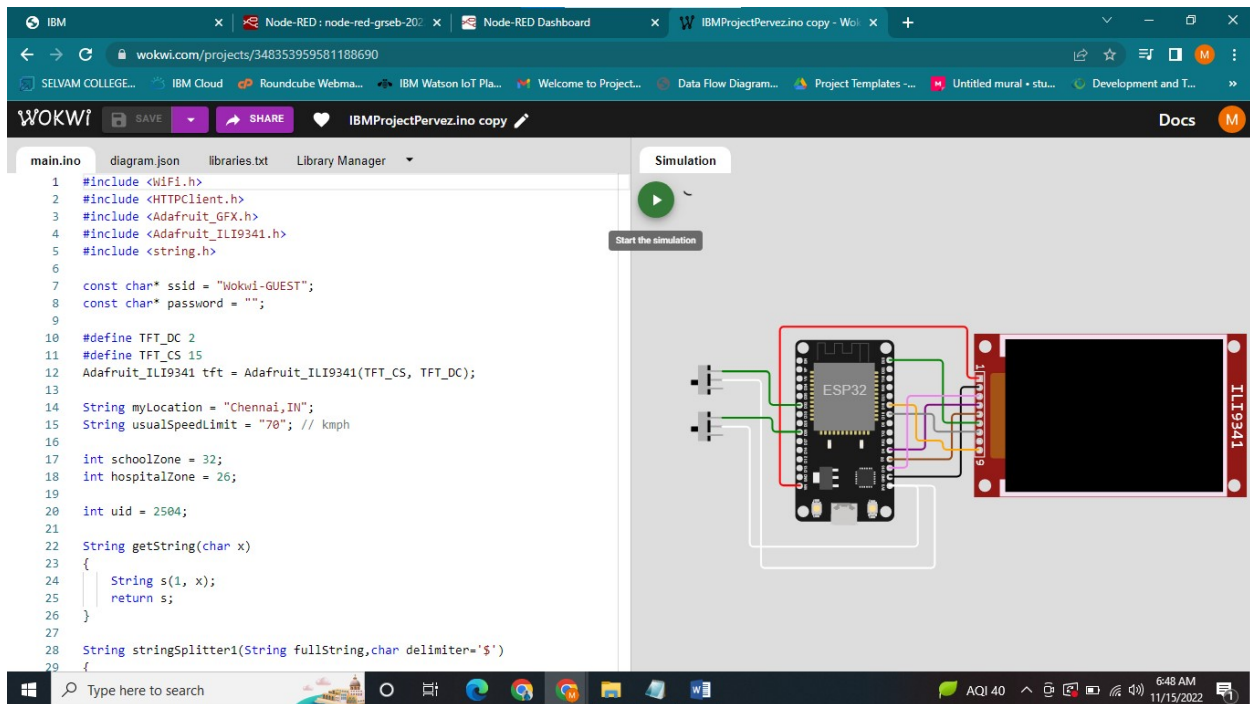 IBM
Node-RED : node-red-grseb-202
Node-RED Dashboard
IBMProjectPervez.ino copy - Wok
wokwi.com/projects/348353959581188690
M
SELVAM COLLEGE...
IBM Cloud
Roundcube Webma...
IBM Watson IoT Pla...
Welcome to Project...
Data Flow Diagram...
Project Templates -...
Untitled mural • stu...
Development and T...
WOKWI
SAVE
SHARE
IBMProjectPervez.ino copy
Docs
M
main.ino
diagram.json
libraries.txt
Library Manager
Simulation
1 #include <WiFi.h>
2 #include <HTTPClient.h>
3 #include <Adafruit_GFX.h>
4 #include <Adafruit_ILI9341.h>
5 #include <string.h>
6
7 const char* ssid = "Wokwi-GUEST";
8 const char* password = "";
9
10 #define TFT_DC 2
11 #define TFT_CS 15
12 Adafruit_ILI9341 tft = Adafruit_ILI9341(TFT_CS, TFT_DC);
13
14 String myLocation = "Chennai,IN";
15 String usualSpeedLimit = "70"; // kmph
16
17 int schoolZone = 32;
18 int hospitalZone = 26;
19
20 int uid = 2504;
21
22 String getString(char x)
23 {
24 String s(1, x);
25 return s;
26 }
27
28 String stringSplitter1(String fullString,char delimiter='$')
29 {
Start the simulation
ESP32
1
9
ILI9341
Type here to search
AQI 40
6:48 AM
11/15/2022
1